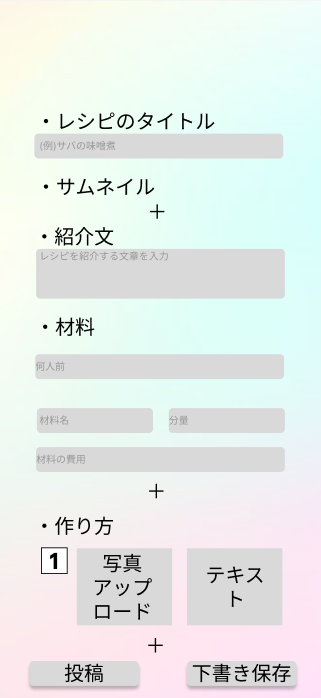 ・レシピのタイトル
(例)サバの味噌煮
・サムネイル
＋
・紹介文
レシピを紹介する文章を入力
・材料
何人前
材料名 分量
材料の費用
＋
・作り方
1
写真
アップ
ロード
テキス
ト
＋
投稿 下書き保存